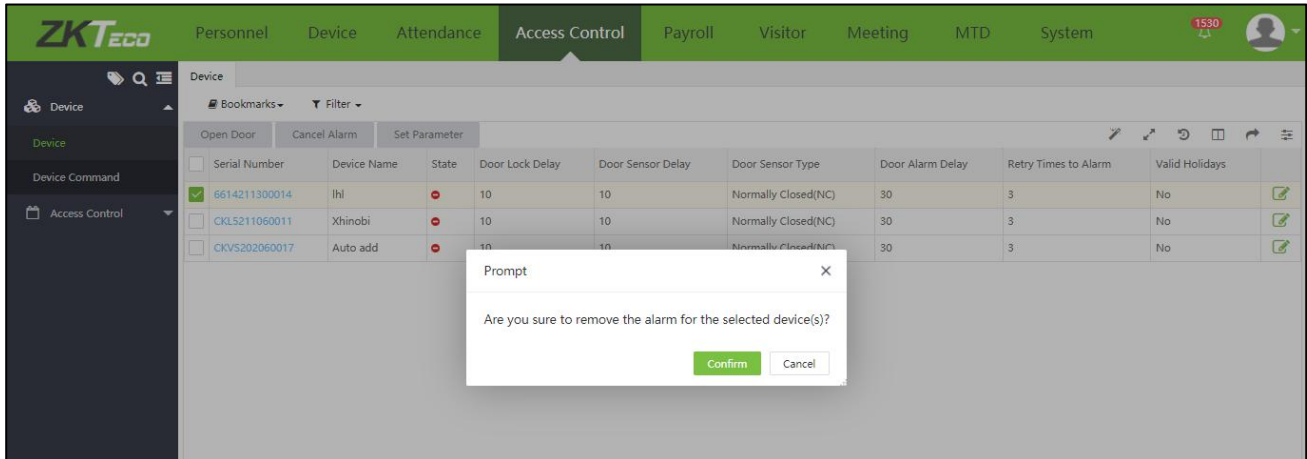 ZKTECO Personnel Device Attendance Access Control Payroll Visitor Meeting MTD System 1530
Device
Bookmarks Filter
Device
Open Door Cancel Alarm Set Parameter
Device
Serial Number Device Name State Door Lock Delay Door Sensor Delay Door Sensor Type Door Alarm Delay Retry Times to Alarm Valid Holidays
Device Command
6614211300014 lhl 10 10 Normally Closed(NC) 30 3 No
Access Control
CKLS211060011 Xhinobi 10 10 Normally Closed(NC) 30 3 No
CKVS202060017 Auto add 10 10 Normally Closed(NC) 30 3 No
Prompt
Are you sure to remove the alarm for the selected device(s)?
Confirm Cancel